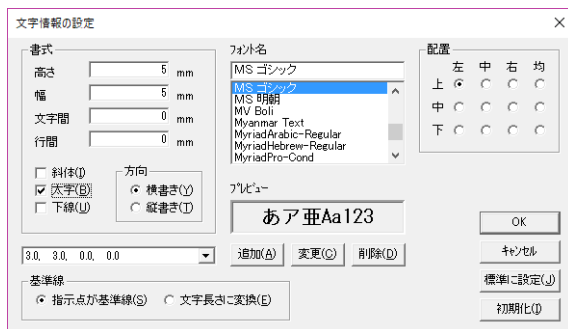 文字情報の設定
書式
高さ 5 mm
幅 5 mm
文字間 0 mm
行間 0 mm
斜体(I)
太字(B)
下線(U)
方向
横書き(Y)
縦書き(T)
3.0, 3.0, 0.0, 0.0
基準線
指示点が基準線(S) 文字長さに変換(E)
フォント名
MS ゴシック
MS ゴシック
MS 明朝
MV Boli
Myanmar Text
MyriadArabic-Regular
MyriadHebrew-Regular
MyriadPro-Cond
プレビュー
あア亜Aa123
追加(A) 変更(C) 削除(D)
配置
左 中 右 均
上
中
下
OK
キャンセル
標準に設定(J)
初期化(I)